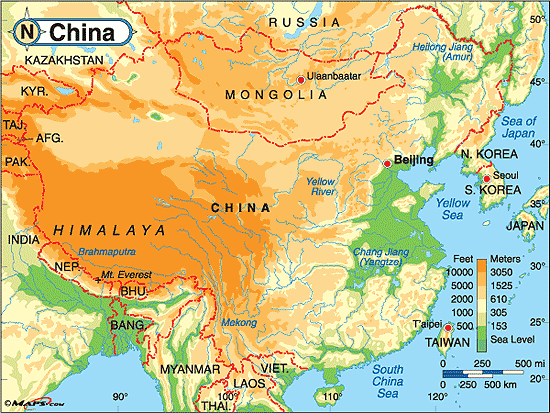 N China
RUSSIA
50°
KAZAKHSTAN
Heilong Jiang
(Amur)
Ulaanbaatar
MONGOLIA
45°
KYR.
Sea of
Japan
TAJ.
AFG.
40°
PAK.
Beijing
N. KOREA
Seoul
S. KOREA
Yellow
River
CHINA
Yellow
Sea
35°
JAPAN
HIMALAYA
INDIA
Brahmaputra
Chang Jiang
(Yangtze)
NEP.
Mt. Everest
BHU.
Feet Meters
10000 3050
5000 1525
2000 610
1000 305
500 153
Sea Level
30°
25°
BANG.
Mekong
T'aipei
TAIWAN
MYANMAR
VIET.
LAOS
THAI.
South
China
Sea
0 250 500 mi
0 250 500 km
20°
90° 100° 110° 120°
©MAPS.COM